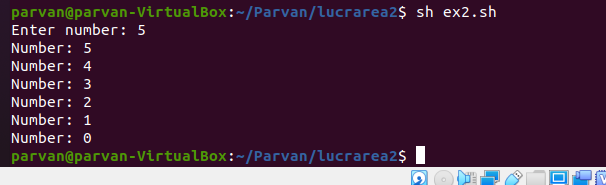 parvan@parvan-VirtualBox:~/Parvan/lucrarea2$ sh ex2.sh
Enter number: 5
Number: 5
Number: 4
Number: 3
Number: 2
Number: 1
Number: 0
parvan@parvan-VirtualBox:~/Parvan/lucrarea2$